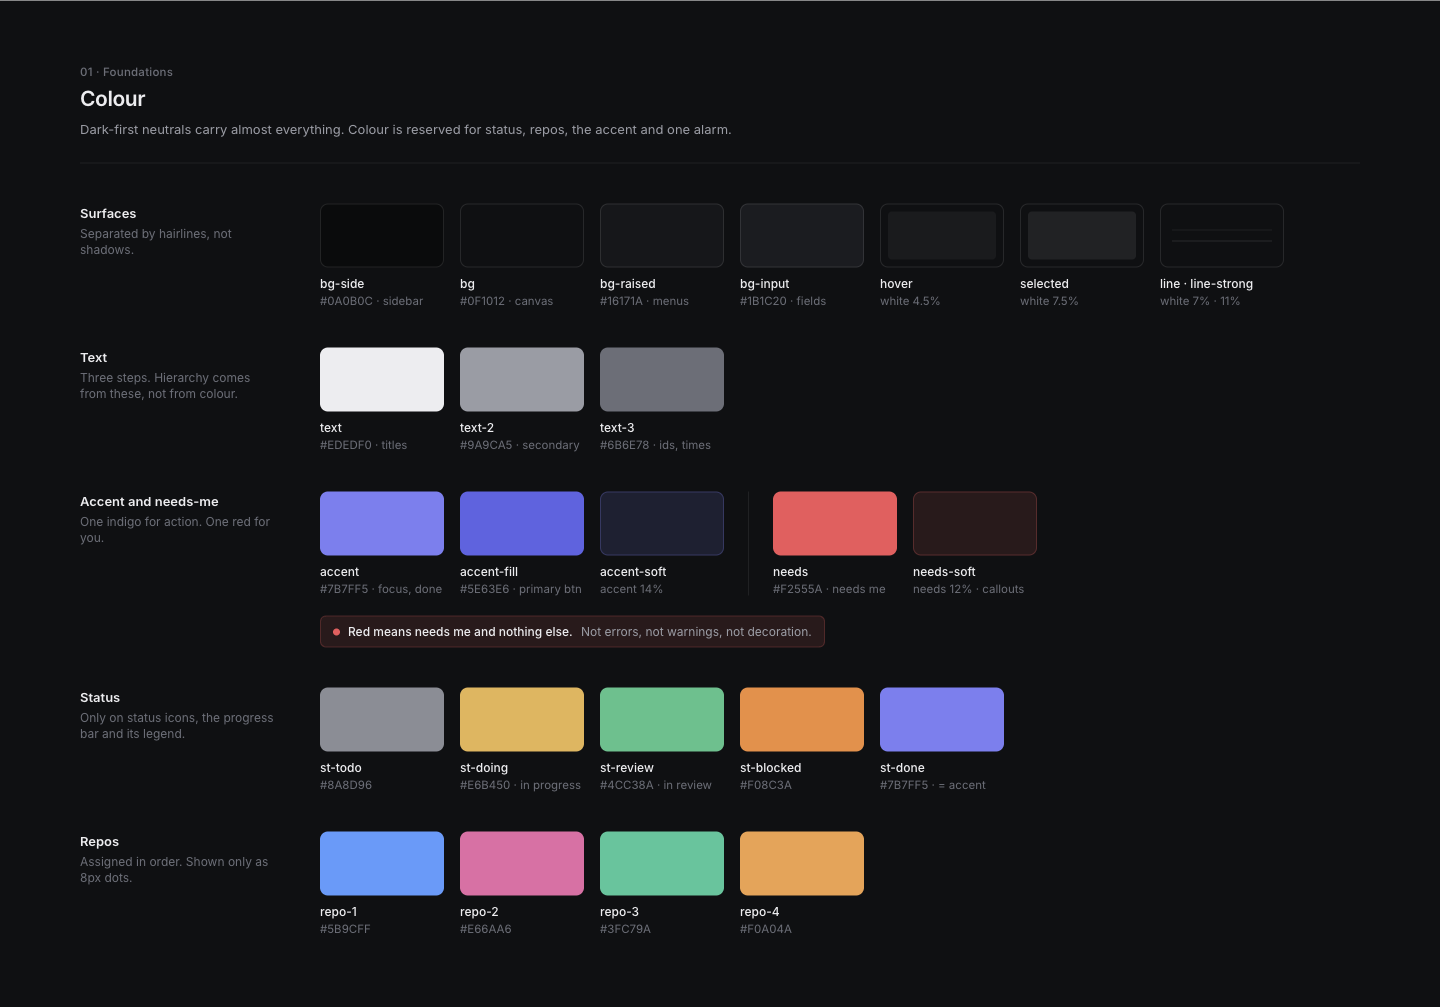 01 · Foundations
Colour
Dark-first neutrals carry almost everything. Colour is reserved for status, repos, the accent and one alarm.
Surfaces
Separated by hairlines, not
shadows.
bg-side
#0A0B0C · sidebar
bg
#0F1012 · canvas
bg-raised
#16171A · menus
bg-input
#1B1C20 · fields
hover
white 4.5%
selected
white 7.5%
line · line-strong
white 7% · 11%
Text
Three steps. Hierarchy comes
from these, not from colour.
text
#EDEDF0 · titles
text-2
#9A9CA5 · secondary
text-3
#6B6E78 · ids, times
Accent and needs-me
One indigo for action. One red for
you.
accent
#7B7FF5 · focus, done
accent-fill
#5E63E6 · primary btn
accent-soft
accent 14%
needs
#F2555A · needs me
needs-soft
needs 12% · callouts
Red means needs me and nothing else. Not errors, not warnings, not decoration.
Status
Only on status icons, the progress
bar and its legend.
st-todo
#8A8D96
st-doing
#E6B450 · in progress
st-review
#4CC38A · in review
st-blocked
#F08C3A
st-done
#7B7FF5 · = accent
Repos
Assigned in order. Shown only as
8px dots.
repo-1
#5B9CFF
repo-2
#E66AA6
repo-3
#3FC79A
repo-4
#F0A04A